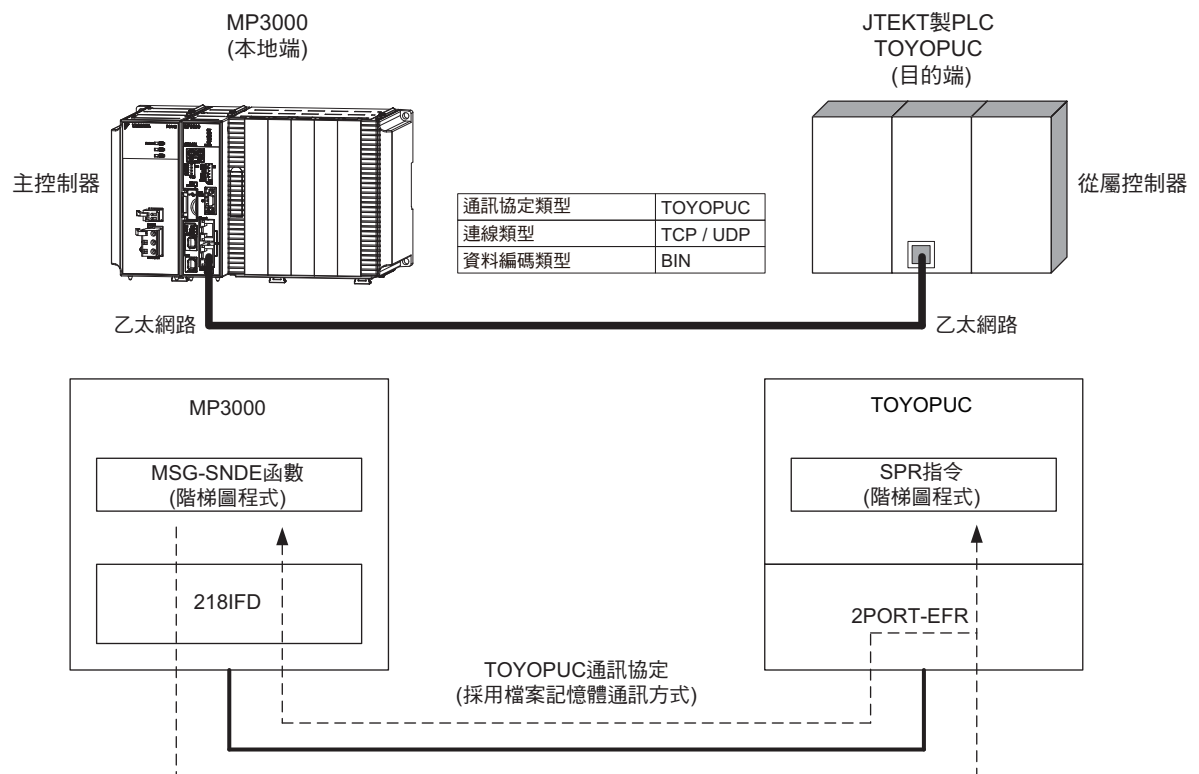 MP3000
(本地端)
JTEKT製PLC
TOYOPUC
(目的端)
主控制器
從屬控制器
通訊協定類型 TOYOPUC
連線類型 TCP / UDP
資料編碼類型 BIN
乙太網路
乙太網路
MP3000
TOYOPUC
MSG-SNDE函數
(階梯圖程式)
SPR指令
(階梯圖程式)
218IFD
2PORT-EFR
TOYOPUC通訊協定
(採用檔案記憶體通訊方式)